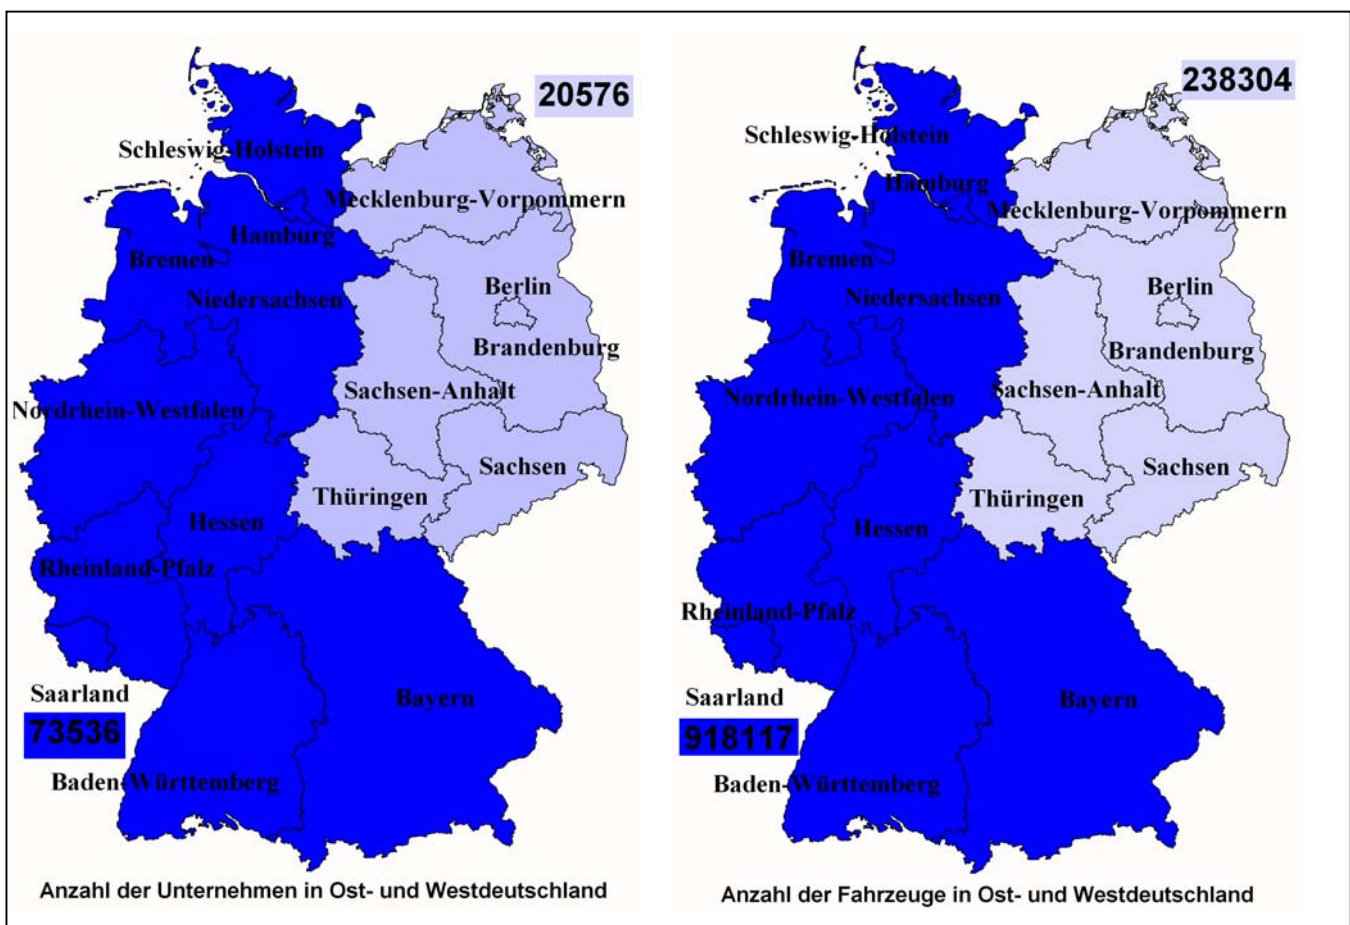 20576
Schleswig-Holstein
Mecklenburg-Vorpommern
Hamburg
Bremen
Berlin
Niedersachsen
Brandenburg
Sachsen-Anhalt
Nordrhein-Westfalen
Sachsen
Thüringen
Hessen
Rheinland-Pfalz
Saarland
Bayern
73536
Baden-Württemberg
Anzahl der Unternehmen in Ost- und Westdeutschland
238304
Schleswig-Holstein
Hamburg
Mecklenburg-Vorpommern
Bremen
Berlin
Niedersachsen
Brandenburg
Sachsen-Anhalt
Nordrhein-Westfalen
Sachsen
Thüringen
Hessen
Rheinland-Pfalz
Saarland
Bayern
918117
Baden-Württemberg
Anzahl der Fahrzeuge in Ost- und Westdeutschland